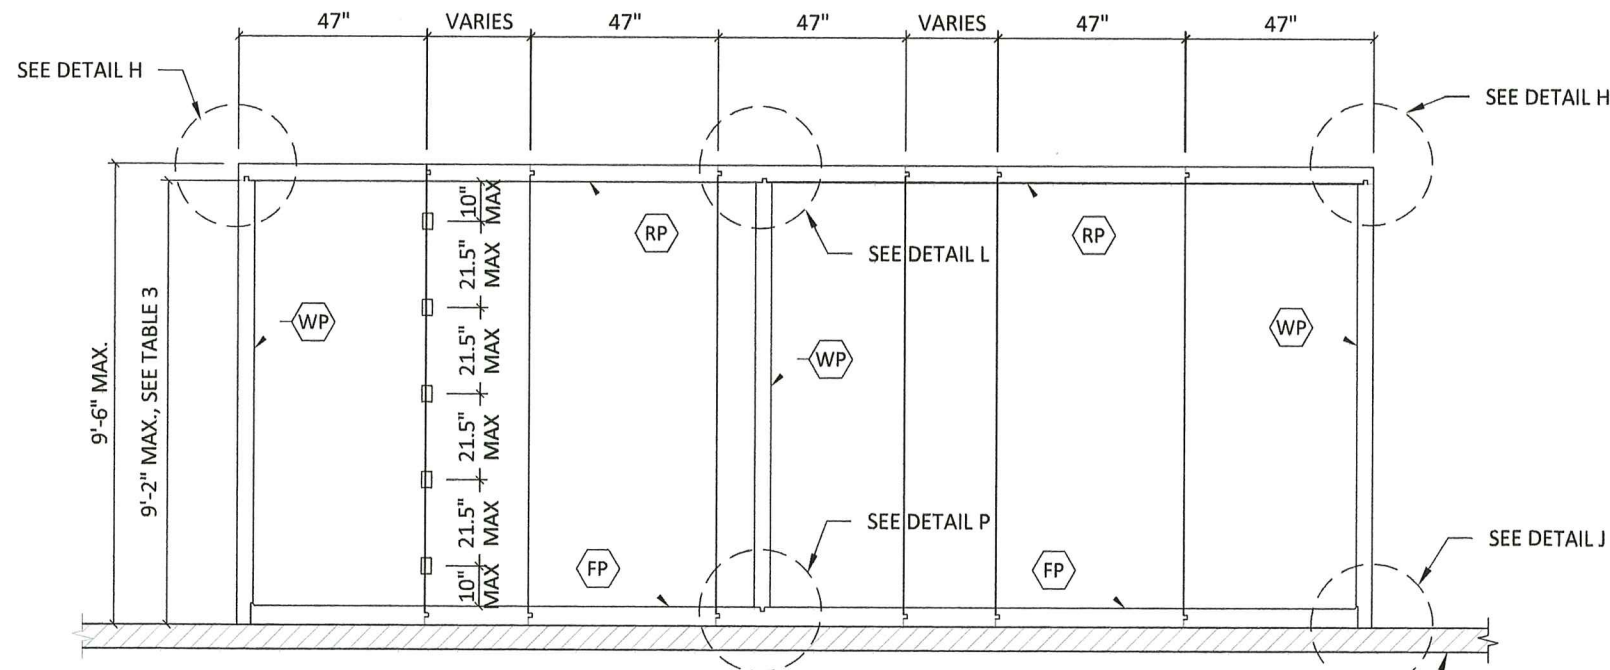 47" VARIES 47" 47" VARIES 47" 47"
SEE DETAIL H
SEE DETAIL H
10" MAX
RP
RP
SEE DETAIL L
21.5" MAX
WP
WP
21.5" MAX
WP
9'-6" MAX.
9'-2" MAX., SEE TABLE 3
21.5" MAX
21.5" MAX
SEE DETAIL P
SEE DETAIL J
10" MAX
FP
FP